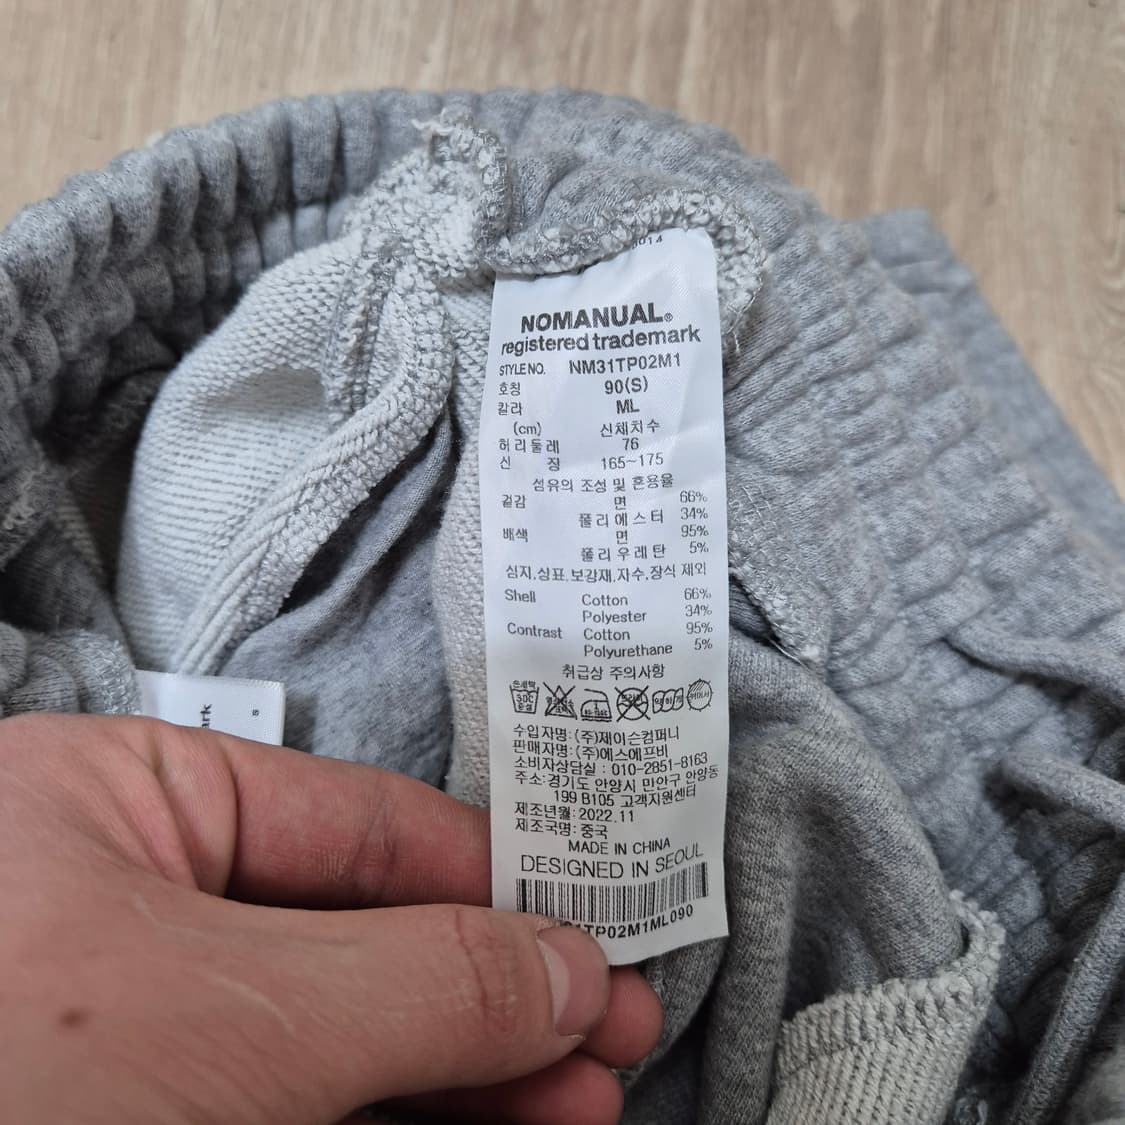 0014
NOMANUAL®
registered trademark
STYLE NO. NM31TP02M1
호칭 90(S)
칼라 ML
(cm) 신체치수
허리둘레 76
신 장 165~175
섬유의 조성 및 혼용율
겉감 면 66%
폴리에스터 34%
배색 면 95%
폴리우레탄 5%
심지,상표,보강재,자수,장식 제외
Shell Cotton 66%
Polyester 34%
Contrast Cotton 95%
Polyurethane 5%
취급상 주의사항
수입자명:(주)제이슨컴퍼니
판매자명:(주)에스에프비
소비자상담실 : 010-2851-8163
주소:경기도 안양시 만안구 안양동
199 B105 고객지원센터
제조년월:2022.11
제조국명:중국
MADE IN CHINA
DESIGNED IN SEOUL
31TP02M1ML090
ark
S